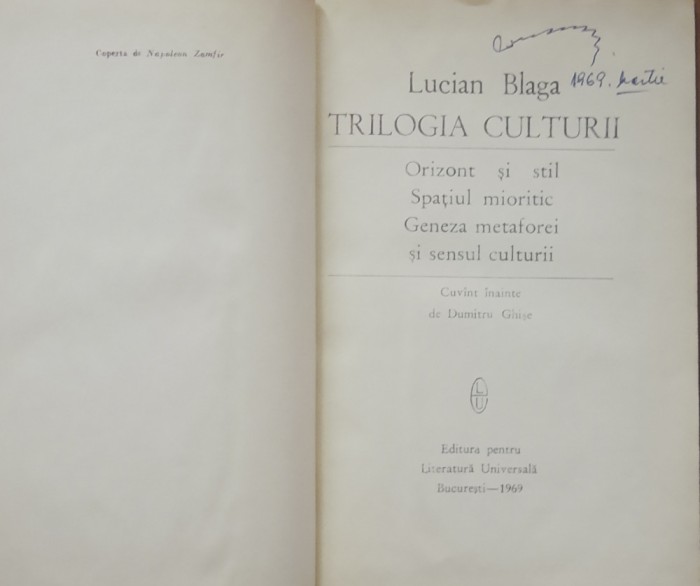 Coperta de Napoleon Zamfir
Lucian Blaga
1969. martie
TRILOGIA CULTURII
Orizont și stil
Spațiul mioritic
Geneza metaforei
și sensul culturii
Cuvînt înainte
de Dumitru Ghișe
L
U
Editura pentru
Literatură Universală
București—1969